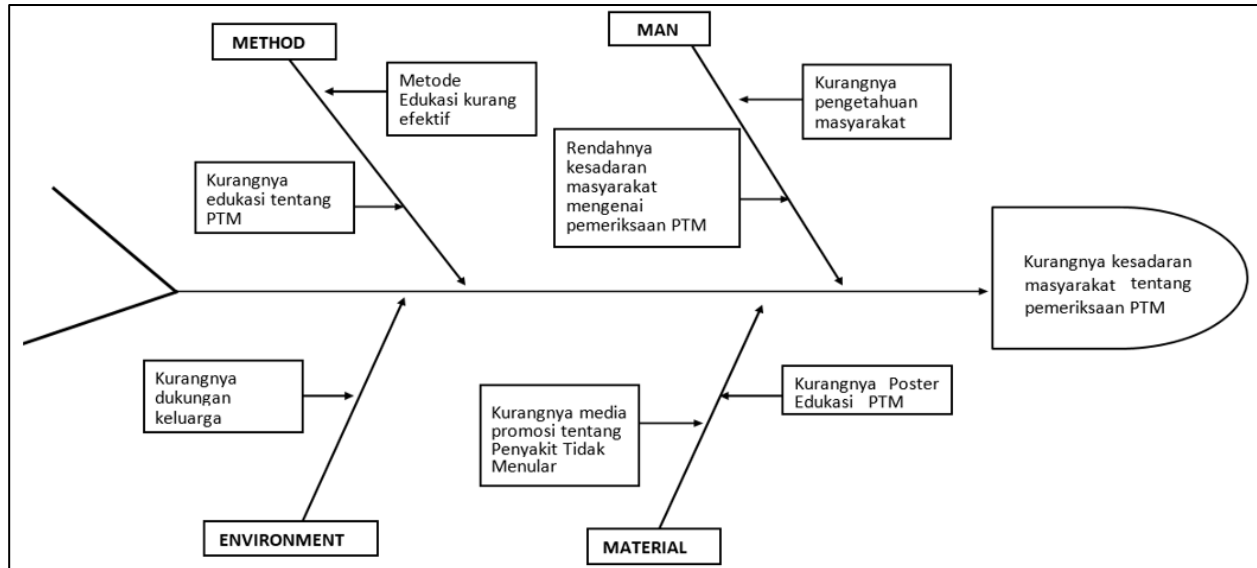 METHOD
MAN
Metode
Edukasi kurang
efektif
Kurangnya
pengetahuan
masyarakat
Kurangnya
edukasi tentang
PTM
Rendahnya
kesadaran
masyarakat
mengenai
pemeriksaan PTM
Kurangnya kesadaran
masyarakat tentang
pemeriksaan PTM
Kurangnya
dukungan
keluarga
Kurangnya media
promosi tentang
Penyakit Tidak
Menular
Kurangnya Poster
Edukasi PTM
ENVIRONMENT
MATERIAL